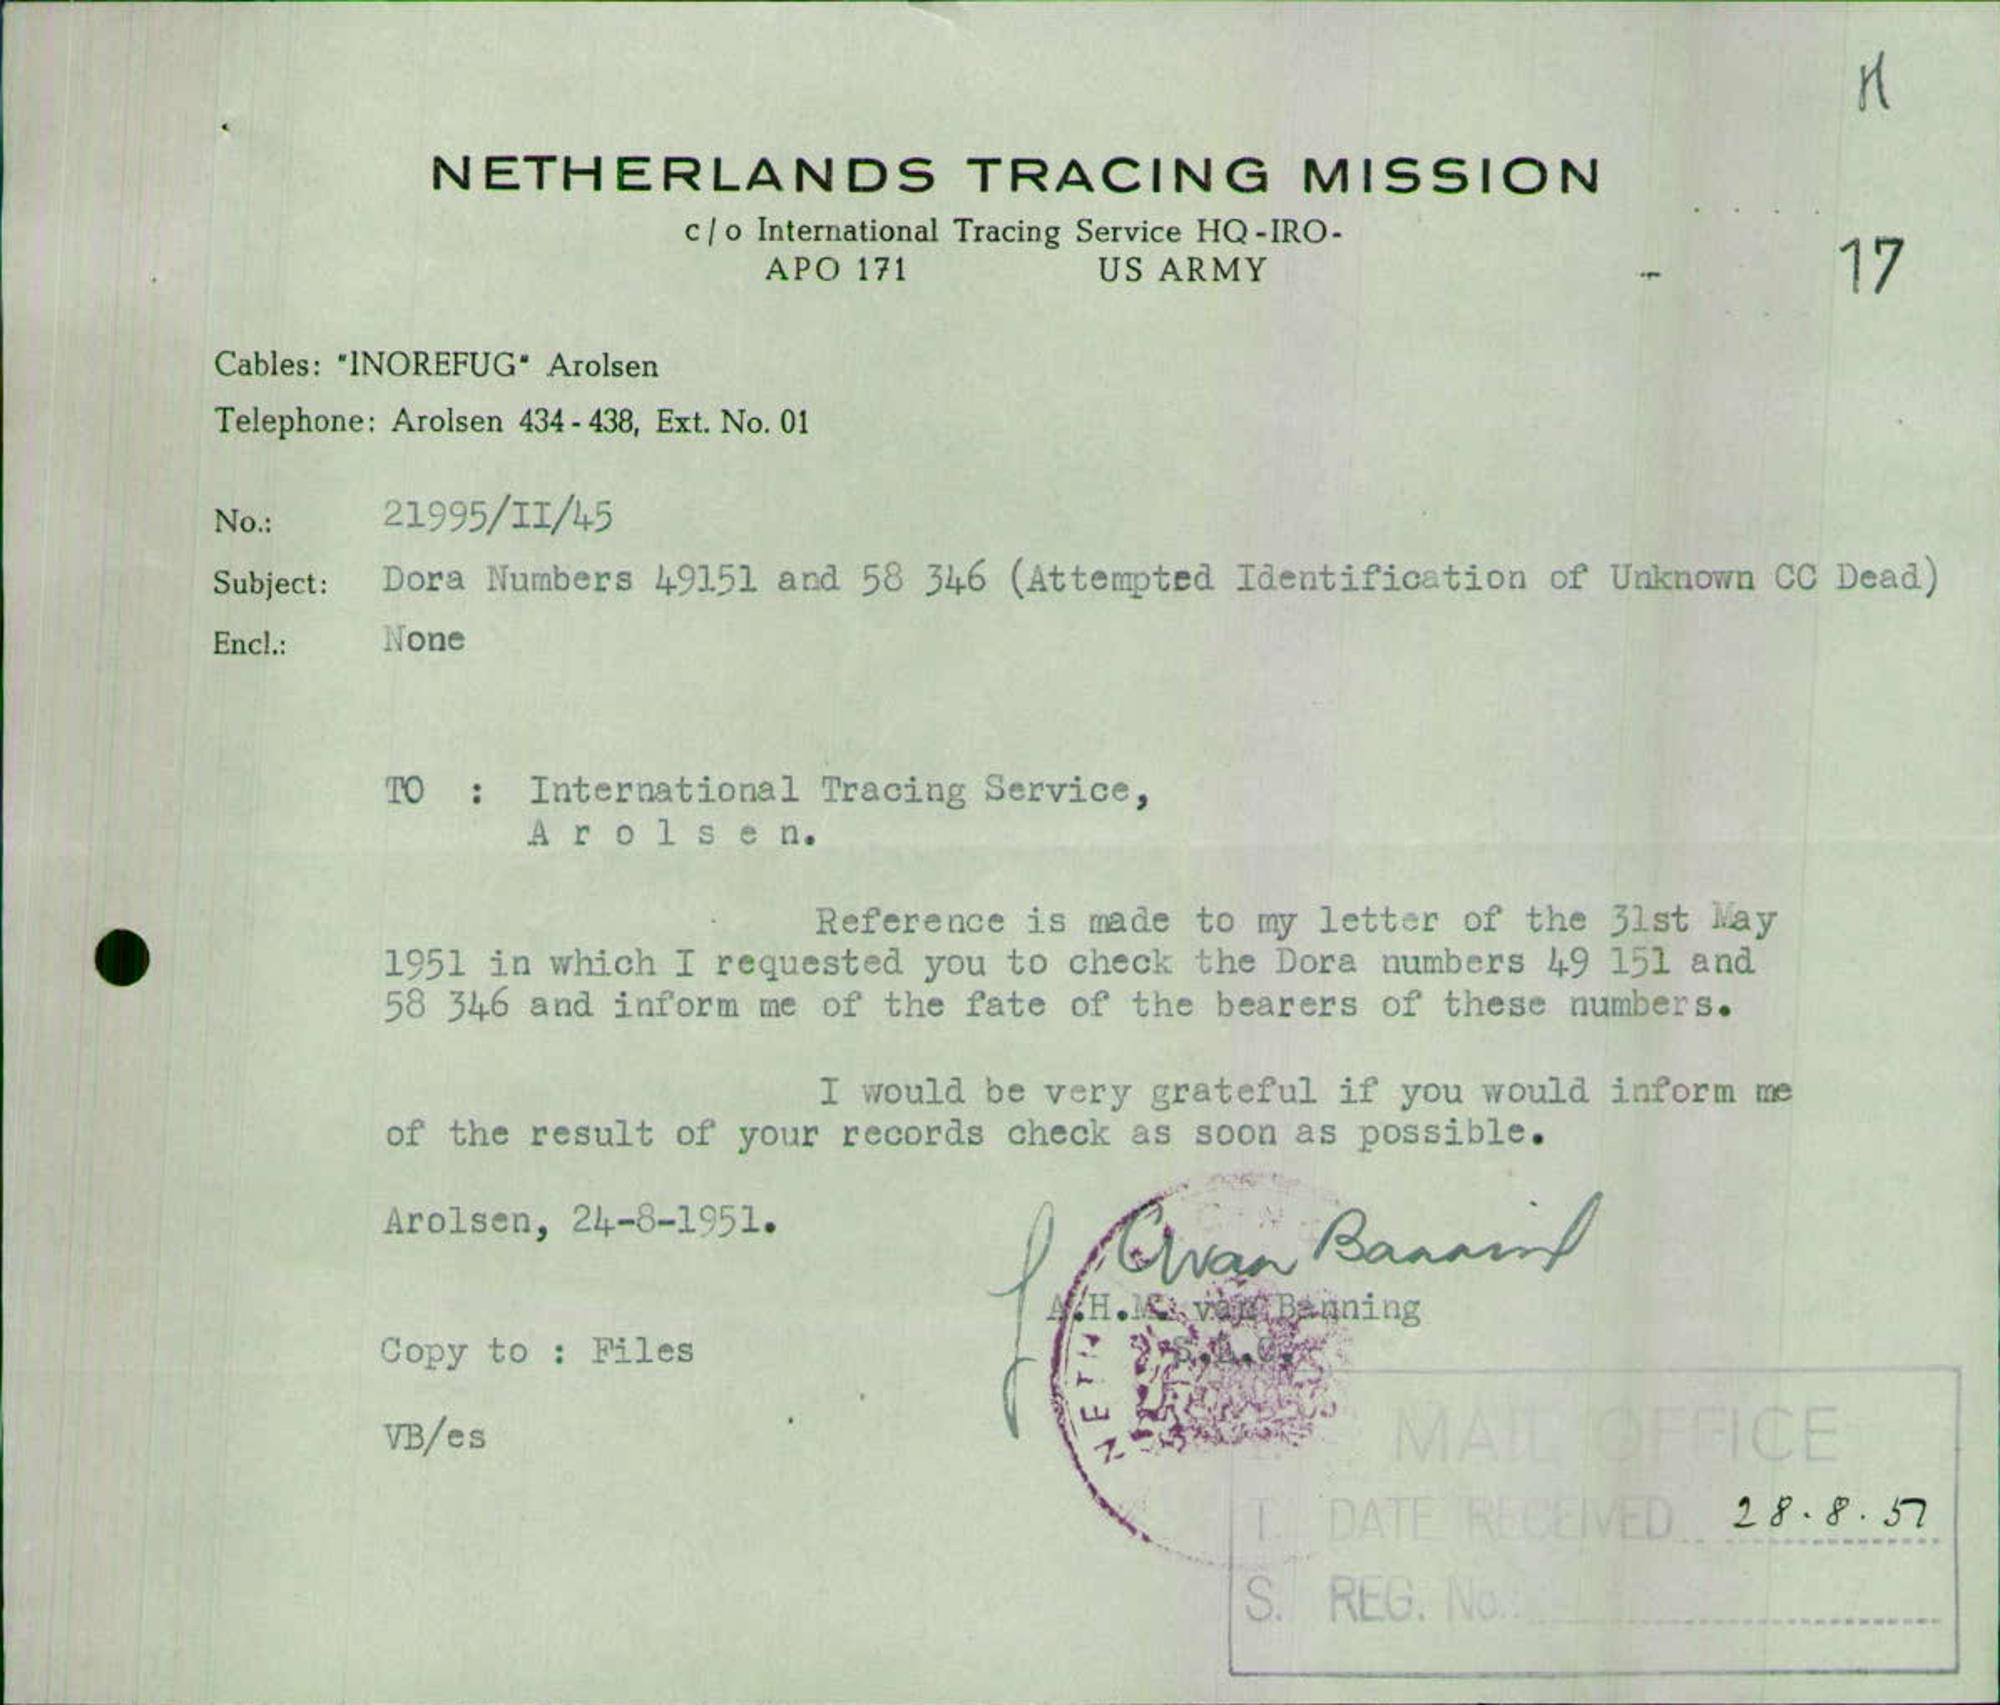 NETHERLANDS TRACING MISSION
c/o International Tracing Service HQ-IRO-
APO 171 US ARMY
17
Cables: "INOREFUG" Arolsen
Telephone: Arolsen 434-438, Ext. No. 01
No.: 21995/II/45
Subject: Dora Numbers 49151 and 58 346 (Attempted Identification of Unknown CC Dead)
Encl.: None
TO : International Tracing Service,
A r o l s e n.
Reference is made to my letter of the 31st May
1951 in which I requested you to check the Dora numbers 49 151 and
58 346 and inform me of the fate of the bearers of these numbers.
I would be very grateful if you would inform me
of the result of your records check as soon as possible.
Arolsen, 24-8-1951.
van Banning
A.H.M. van Banning
Copy to : Files
NETH
VB/es
MAIL OFFICE
I. DATE RECEIVED 28.8.51
S. REG. No.: